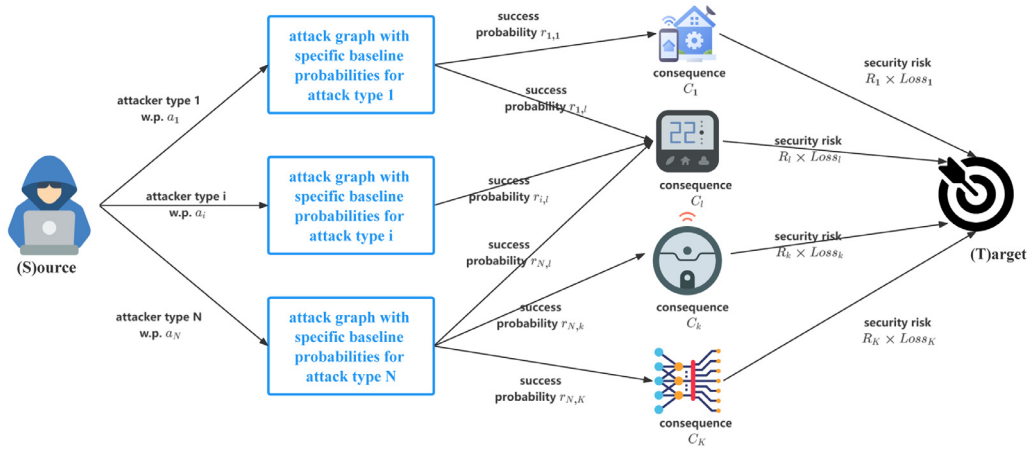 attack graph with
specific baseline
probabilities for
attack type 1
success
probability r₁,₁
consequence
C₁
security risk
R₁ × Loss₁
attacker type 1
w.p. a₁
success
probability r₁,ₗ
22
consequence
Cₗ
security risk
Rₗ × Lossₗ
attacker type i
w.p. aᵢ
attack graph with
specific baseline
probabilities for
attack type i
success
probability rᵢ,ₗ
(S)ource
(T)arget
success
probability r_N,l
consequence
Cₖ
security risk
Rₖ × Lossₖ
attacker type N
w.p. a_N
attack graph with
specific baseline
probabilities for
attack type N
success
probability r_N,k
security risk
R_K × Loss_K
success
probability r_N,K
consequence
C_K